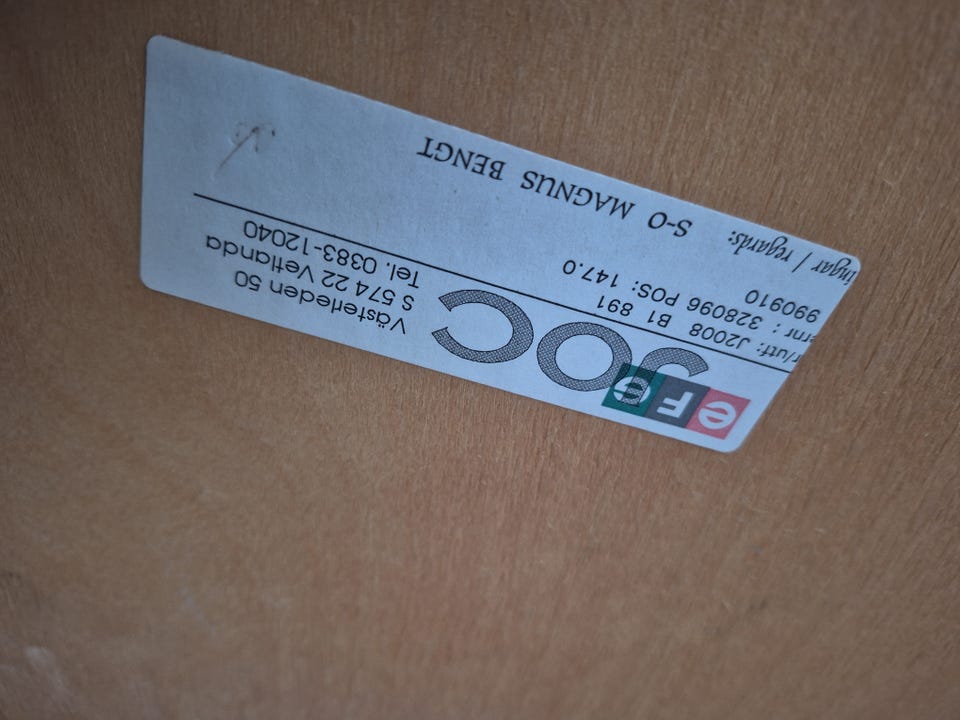 eFG
JOC
Västerleden 50
S 574 22 Vetlanda
Tel. 0383-12040
r/utf: J2008 B1 891
rnr : 328096 POS: 147.0
990910
ingar / regards:
S-O MAGNUS BENGT